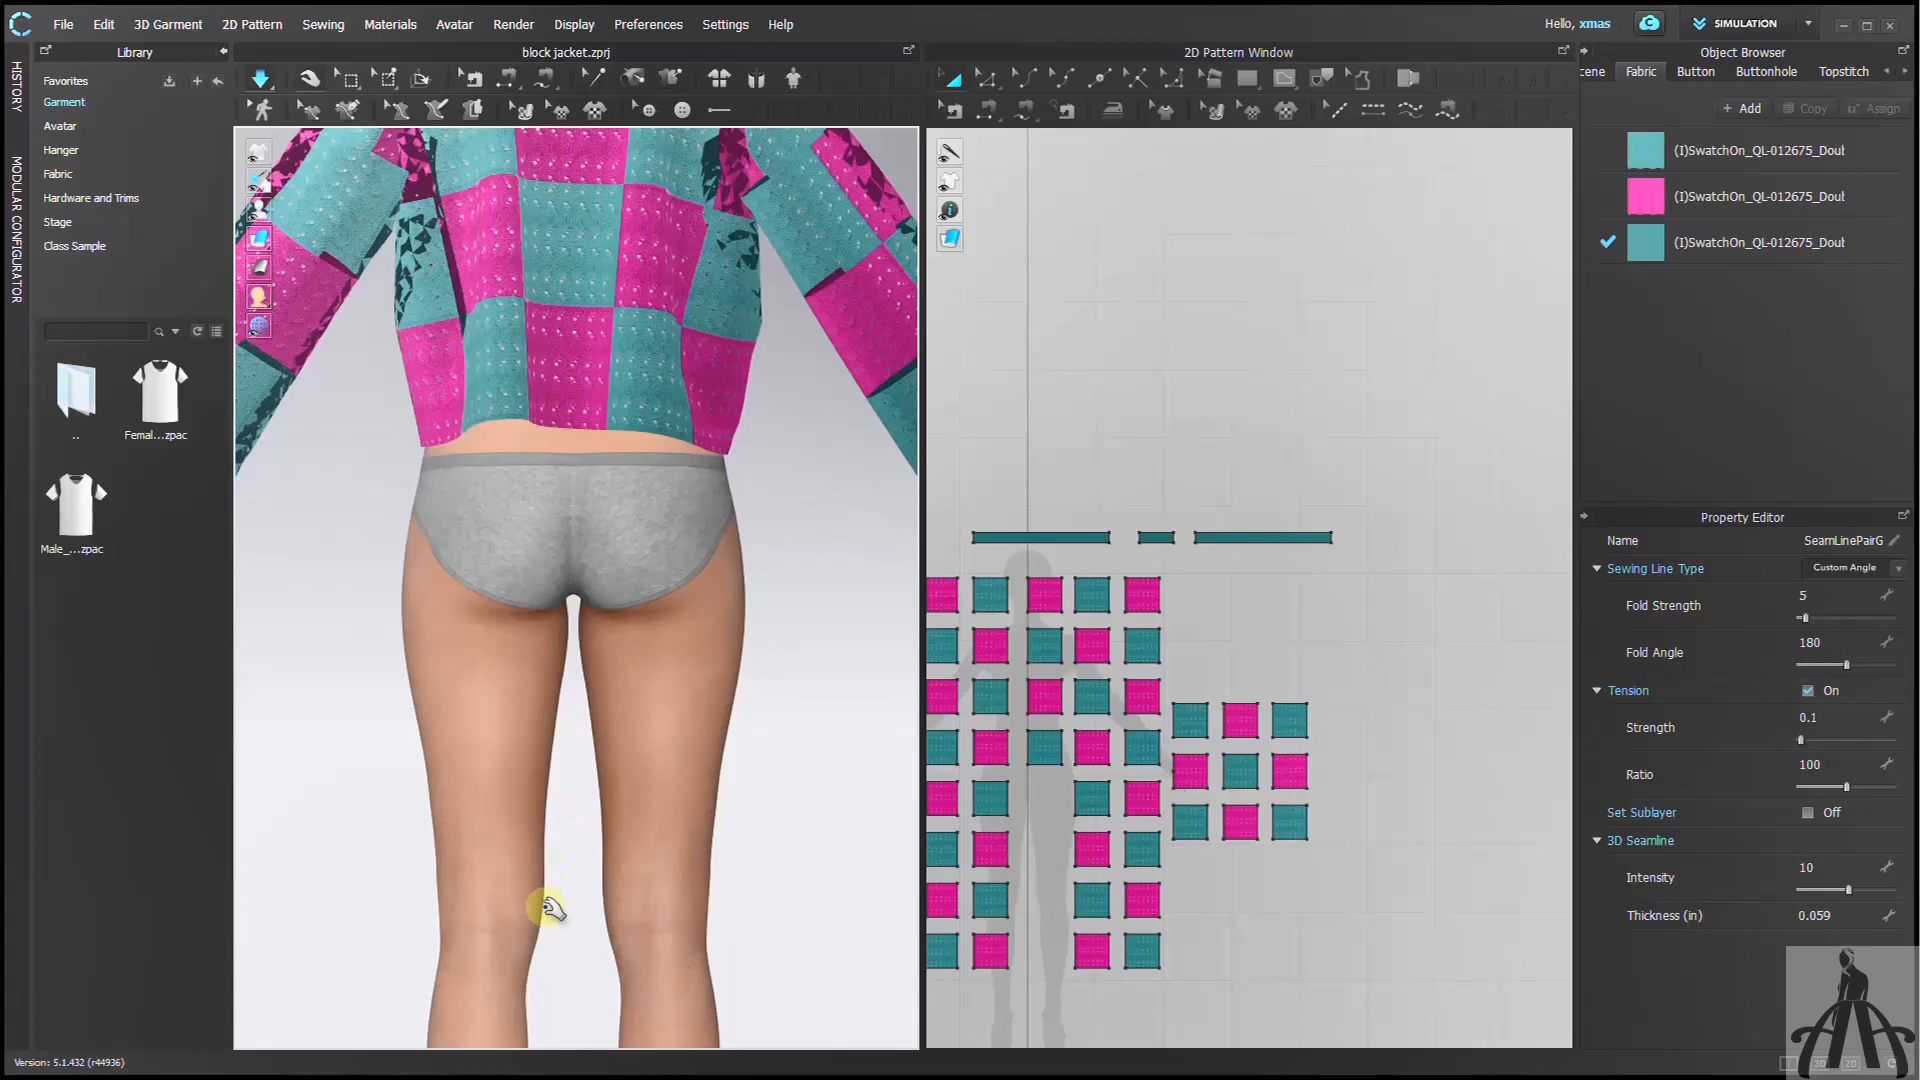 File Edit 3D Garment 2D Pattern Sewing Materials Avatar Render Display Preferences Settings Help
Hello, xmas SIMULATION
Library
block jacket.zprj
2D Pattern Window
Object Browser
HISTORY
MODULAR CONFIGURATOR
Favorites
Garment
Avatar
Hanger
Fabric
Hardware and Trims
Stage
Class Sample
..
Femal...zpac
Male_...zpac
cene Fabric Button Buttonhole Topstitch
+ Add Copy Assign
(I)SwatchOn_QL-012675_Doul
(I)SwatchOn_QL-012675_Doul
(I)SwatchOn_QL-012675_Doul
Property Editor
Name SeamLinePairG
Sewing Line Type Custom Angle
Fold Strength 5
Fold Angle 180
Tension On
Strength 0.1
Ratio 100
Set Sublayer Off
3D Seamline
Intensity 10
Thickness (in) 0.059
Version: 5.1.432 (r44936)
3D 2D